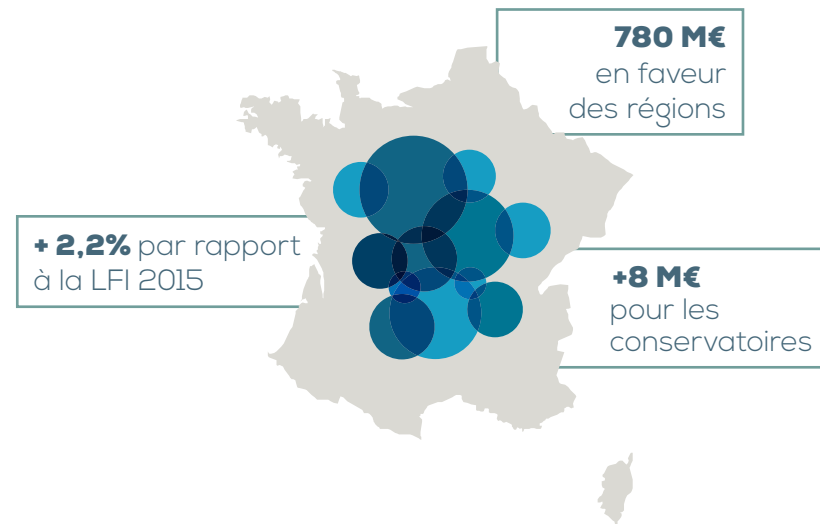 780 M€
en faveur
des régions
+ 2,2% par rapport
à la LFI 2015
+8 M€
pour les
conservatoires